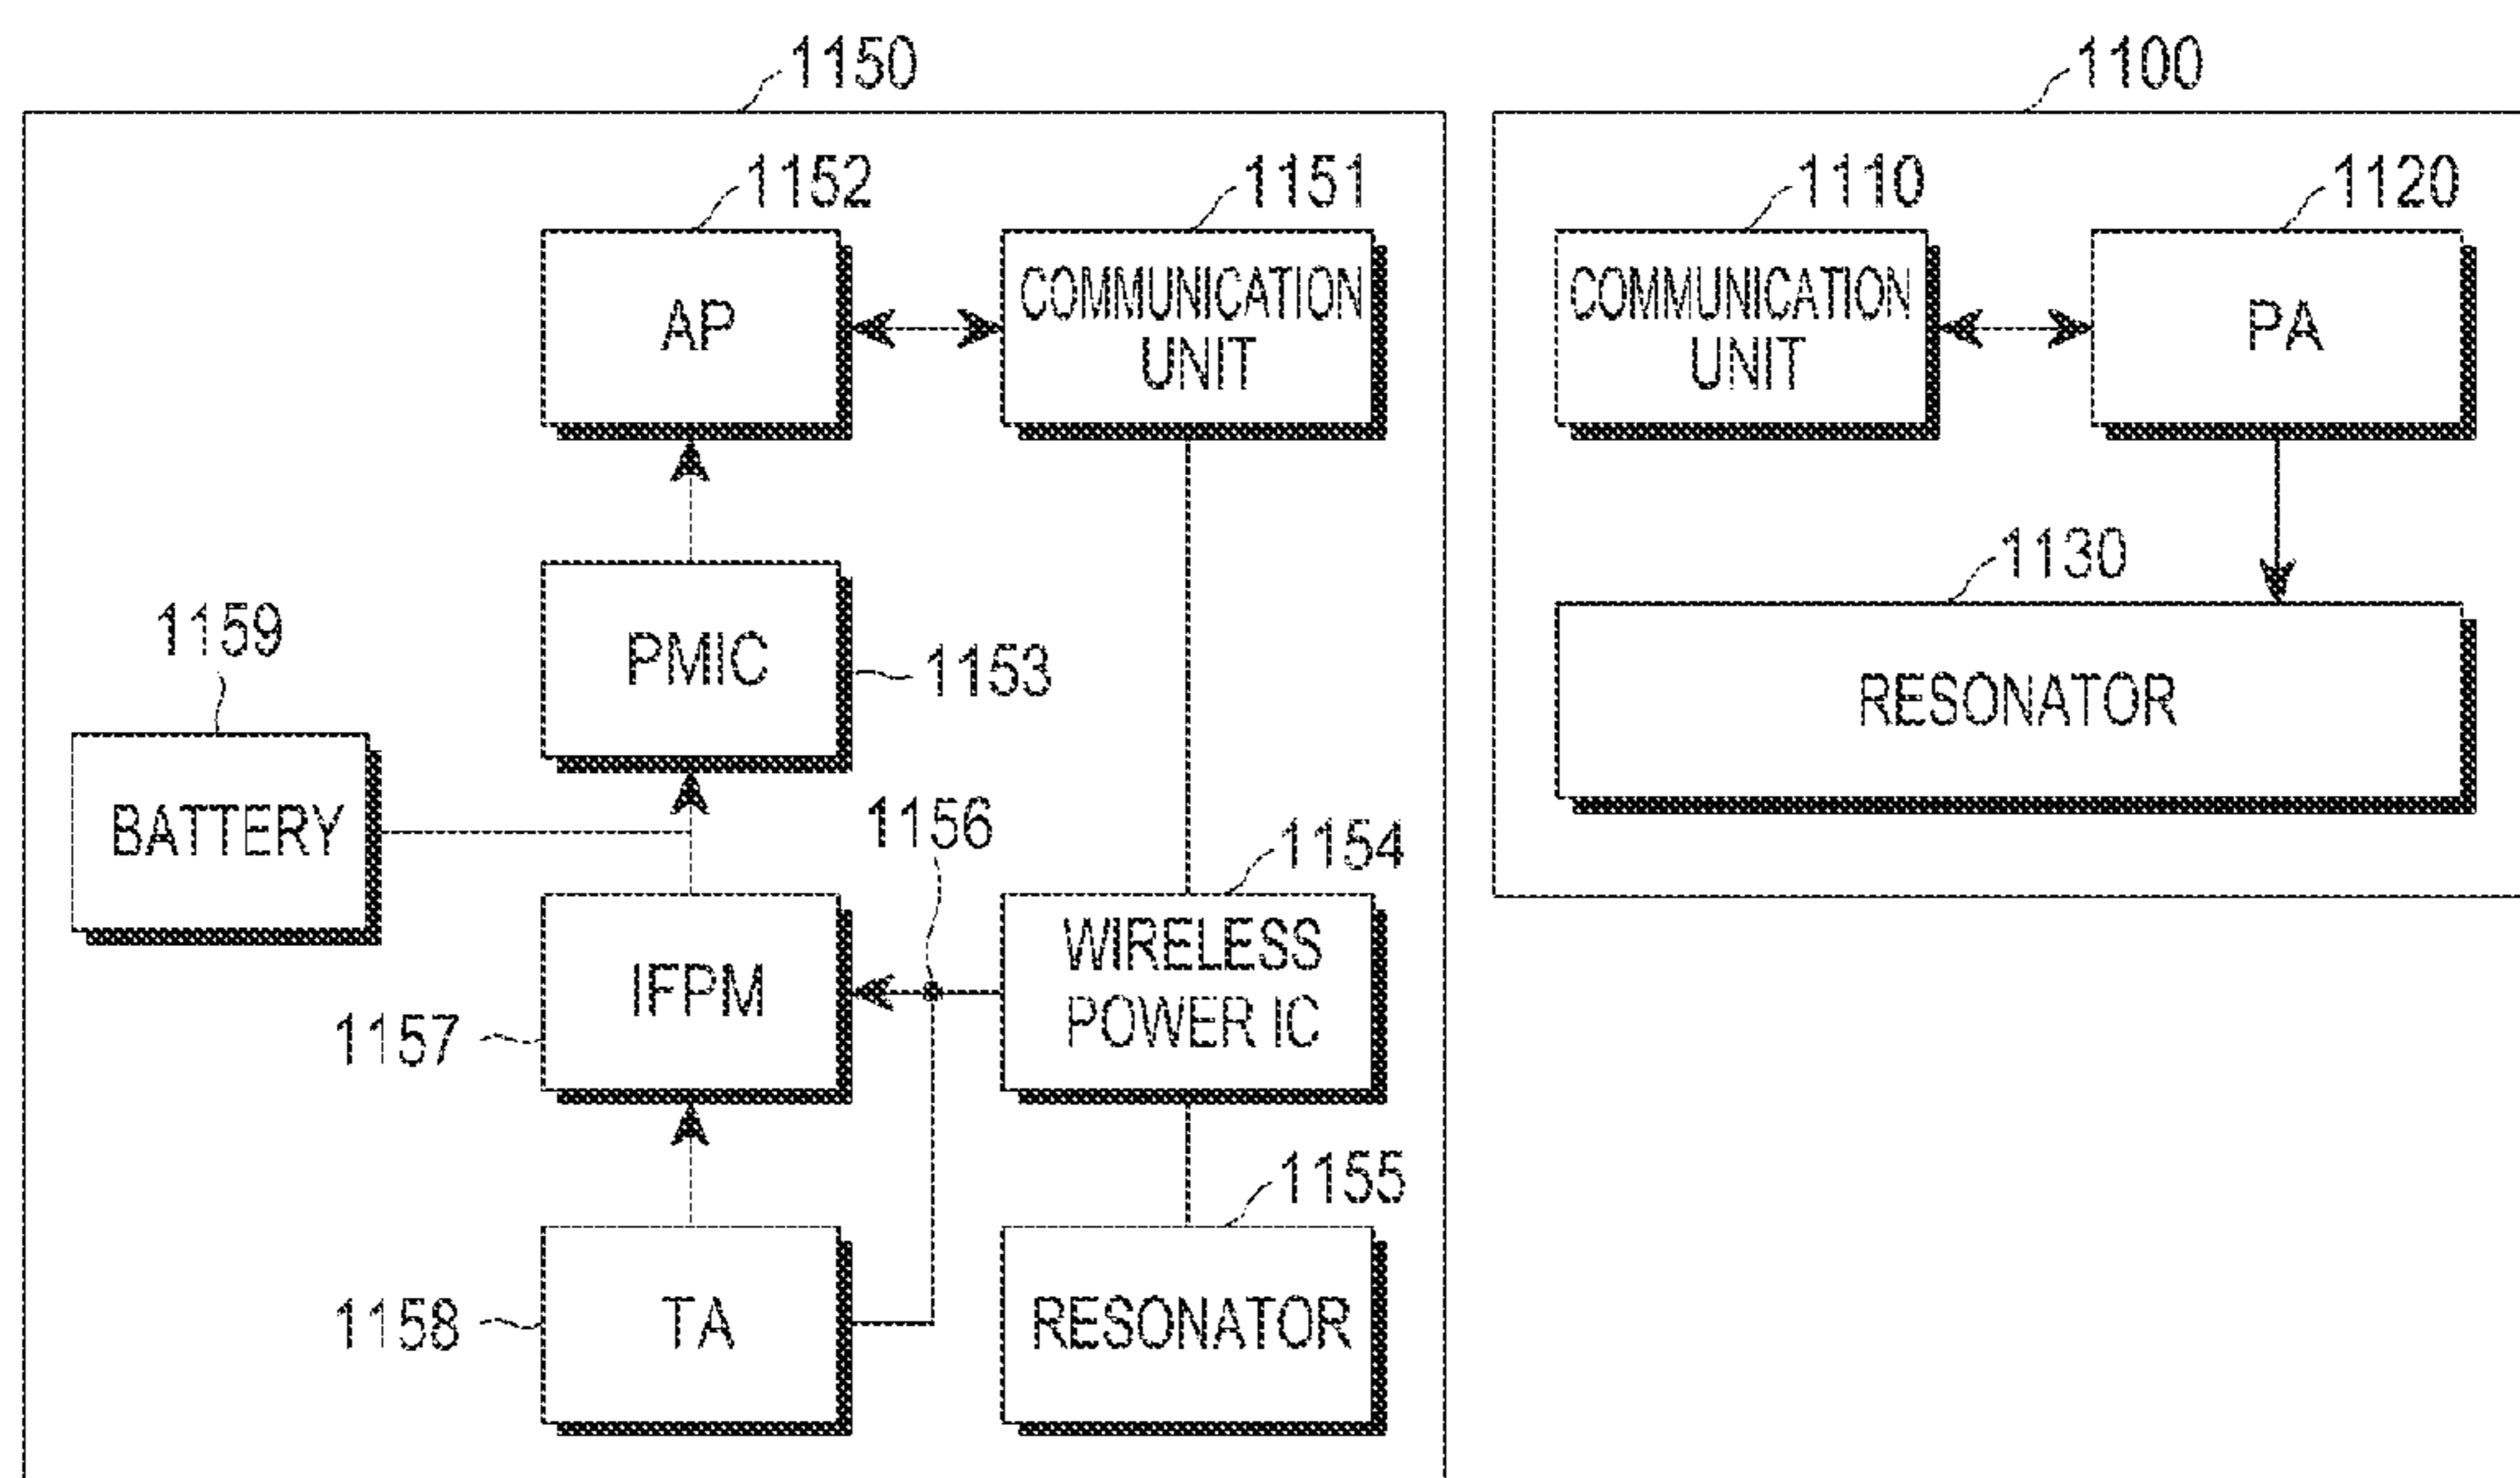 1150
1100
1152
1151
1110
1120
AP
COMMUNICATION
UNIT
COMMUNICATION
UNIT
PA
1130
1159
PMIC
1153
RESONATOR
BATTERY
1156
1154
IFPM
WIRELESS
POWER IC
1157
1155
1158
TA
RESONATOR